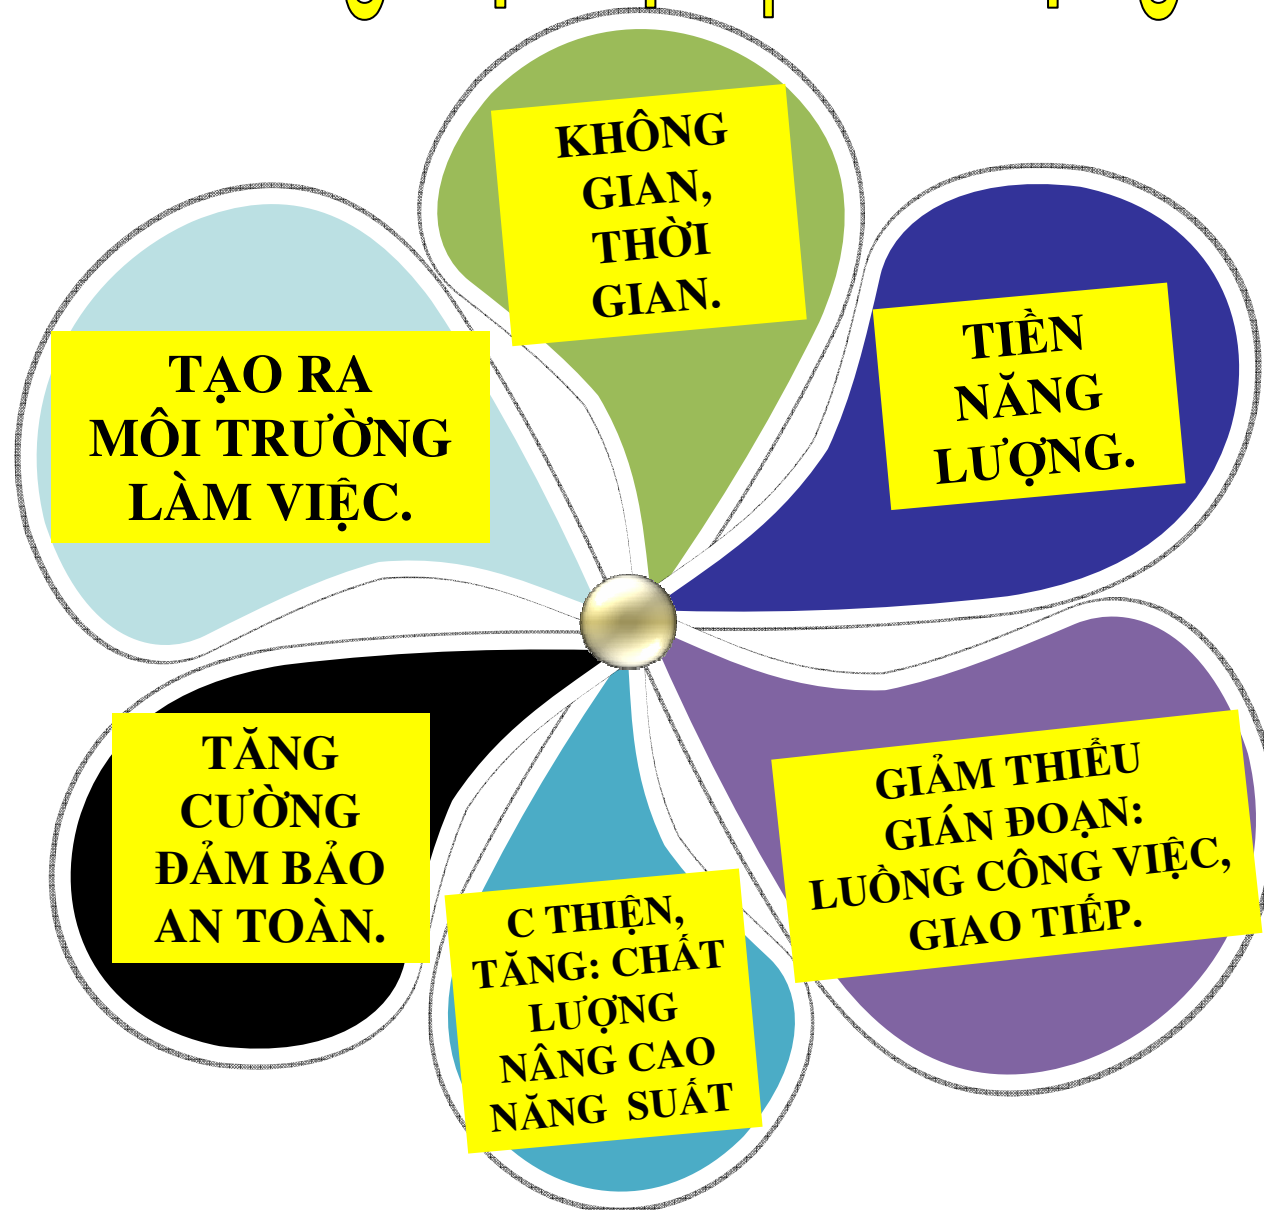 KHÔNG
GIAN,
THỜI
GIAN.
TIỀN
NĂNG
LƯỢNG.
TẠO RA
MÔI TRƯỜNG
LÀM VIỆC.
TĂNG
CƯỜNG
ĐẢM BẢO
AN TOÀN.
C THIỆN,
TĂNG: CHẤT
LƯỢNG
NÂNG CAO
NĂNG SUẤT
GIẢM THIỂU
GIÁN ĐOẠN:
LUỒNG CÔNG VIỆC,
GIAO TIẾP.